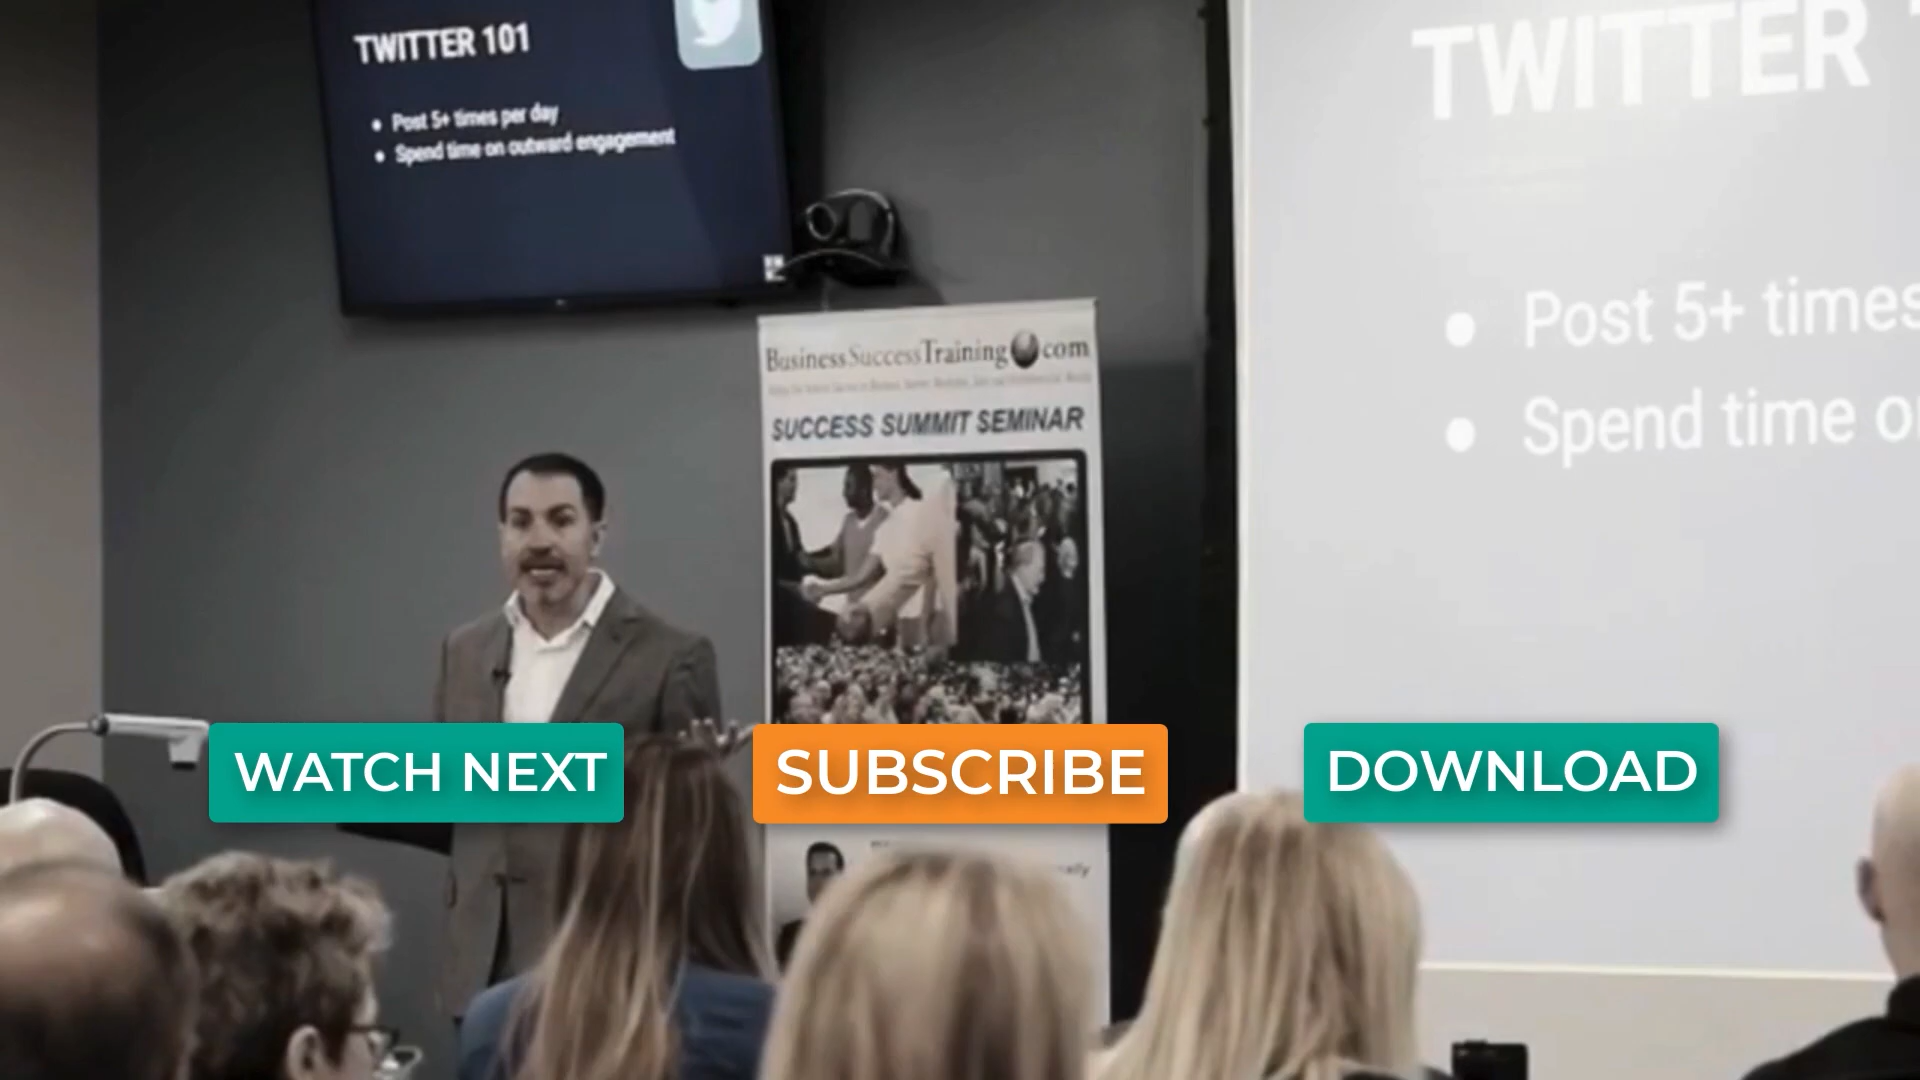 TWITTER 101
Post 5+ times per day
Spend time on outward engagement
TWITTER
Post 5+ times
Spend time o
BusinessSuccessTraining.com
SUCCESS SUMMIT SEMINAR
WATCH NEXT
SUBSCRIBE
DOWNLOAD